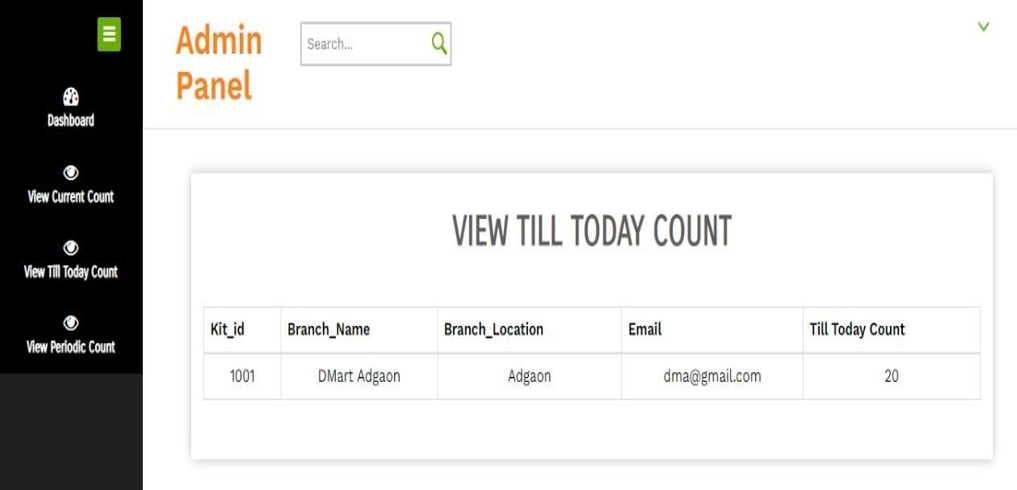 Admin
Panel
Search...
Dashboard
View Current Count
View Till Today Count
View Periodic Count
VIEW TILL TODAY COUNT
Kit_id Branch_Name Branch_Location Email Till Today Count
1001 DMart Adgaon Adgaon dma@gmail.com 20